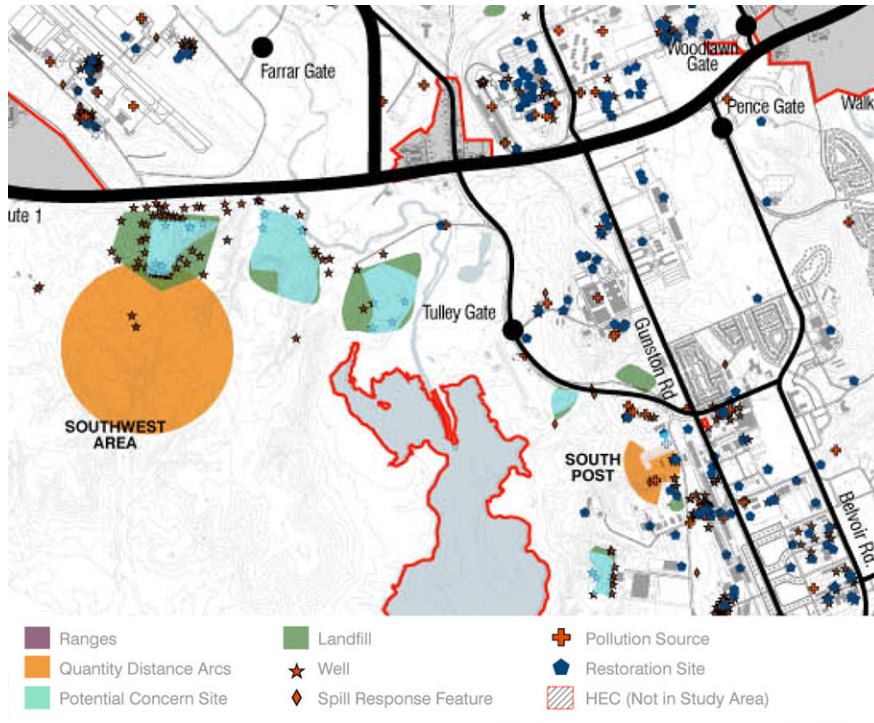 Woodlawn
Gate
Farrar Gate
Pence Gate
Walk
ute 1
Tulley Gate
Gunston Rd.
SOUTHWEST
AREA
SOUTH
POST
Belvoir Rd.
Ranges
Quantity Distance Arcs
Potential Concern Site
Landfill
Well
Spill Response Feature
Pollution Source
Restoration Site
HEC (Not in Study Area)